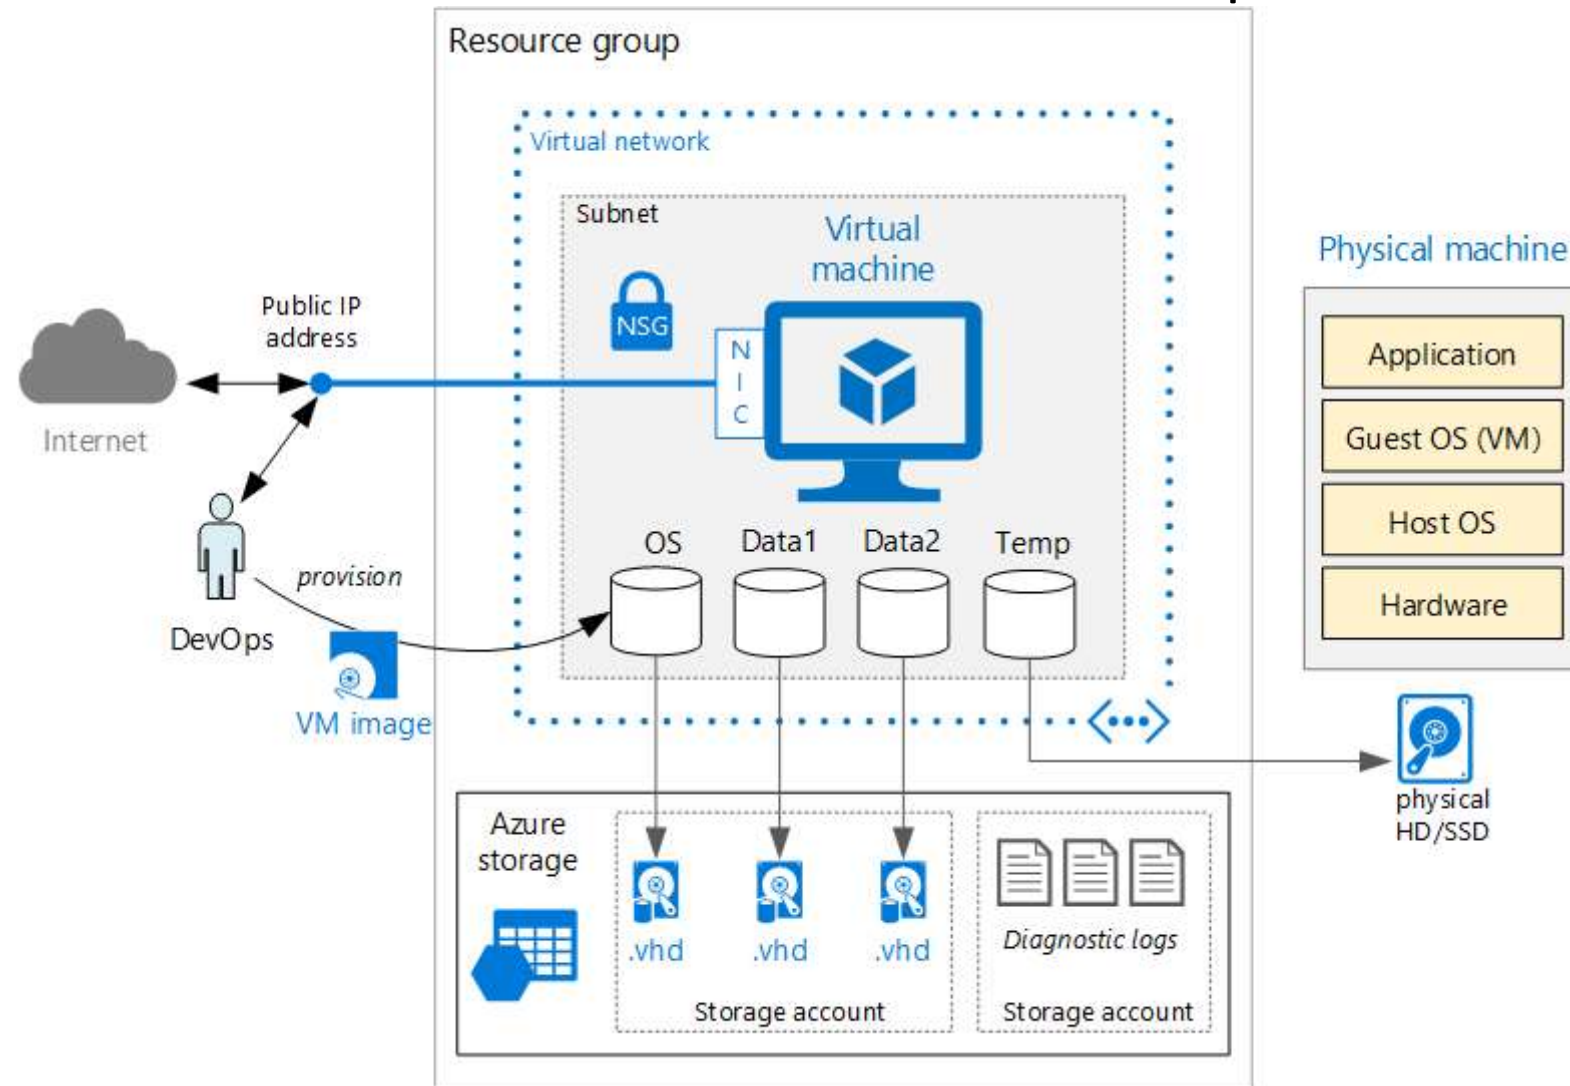 Resource group
Virtual network
Subnet
Virtual
machine
NSG
N
I
C
Public IP
address
Internet
DevOps
provision
VM image
OS
Data1
Data2
Temp
Physical machine
Application
Guest OS (VM)
Host OS
Hardware
physical
HD/SSD
Azure
storage
.vhd
.vhd
.vhd
Storage account
Diagnostic logs
Storage account